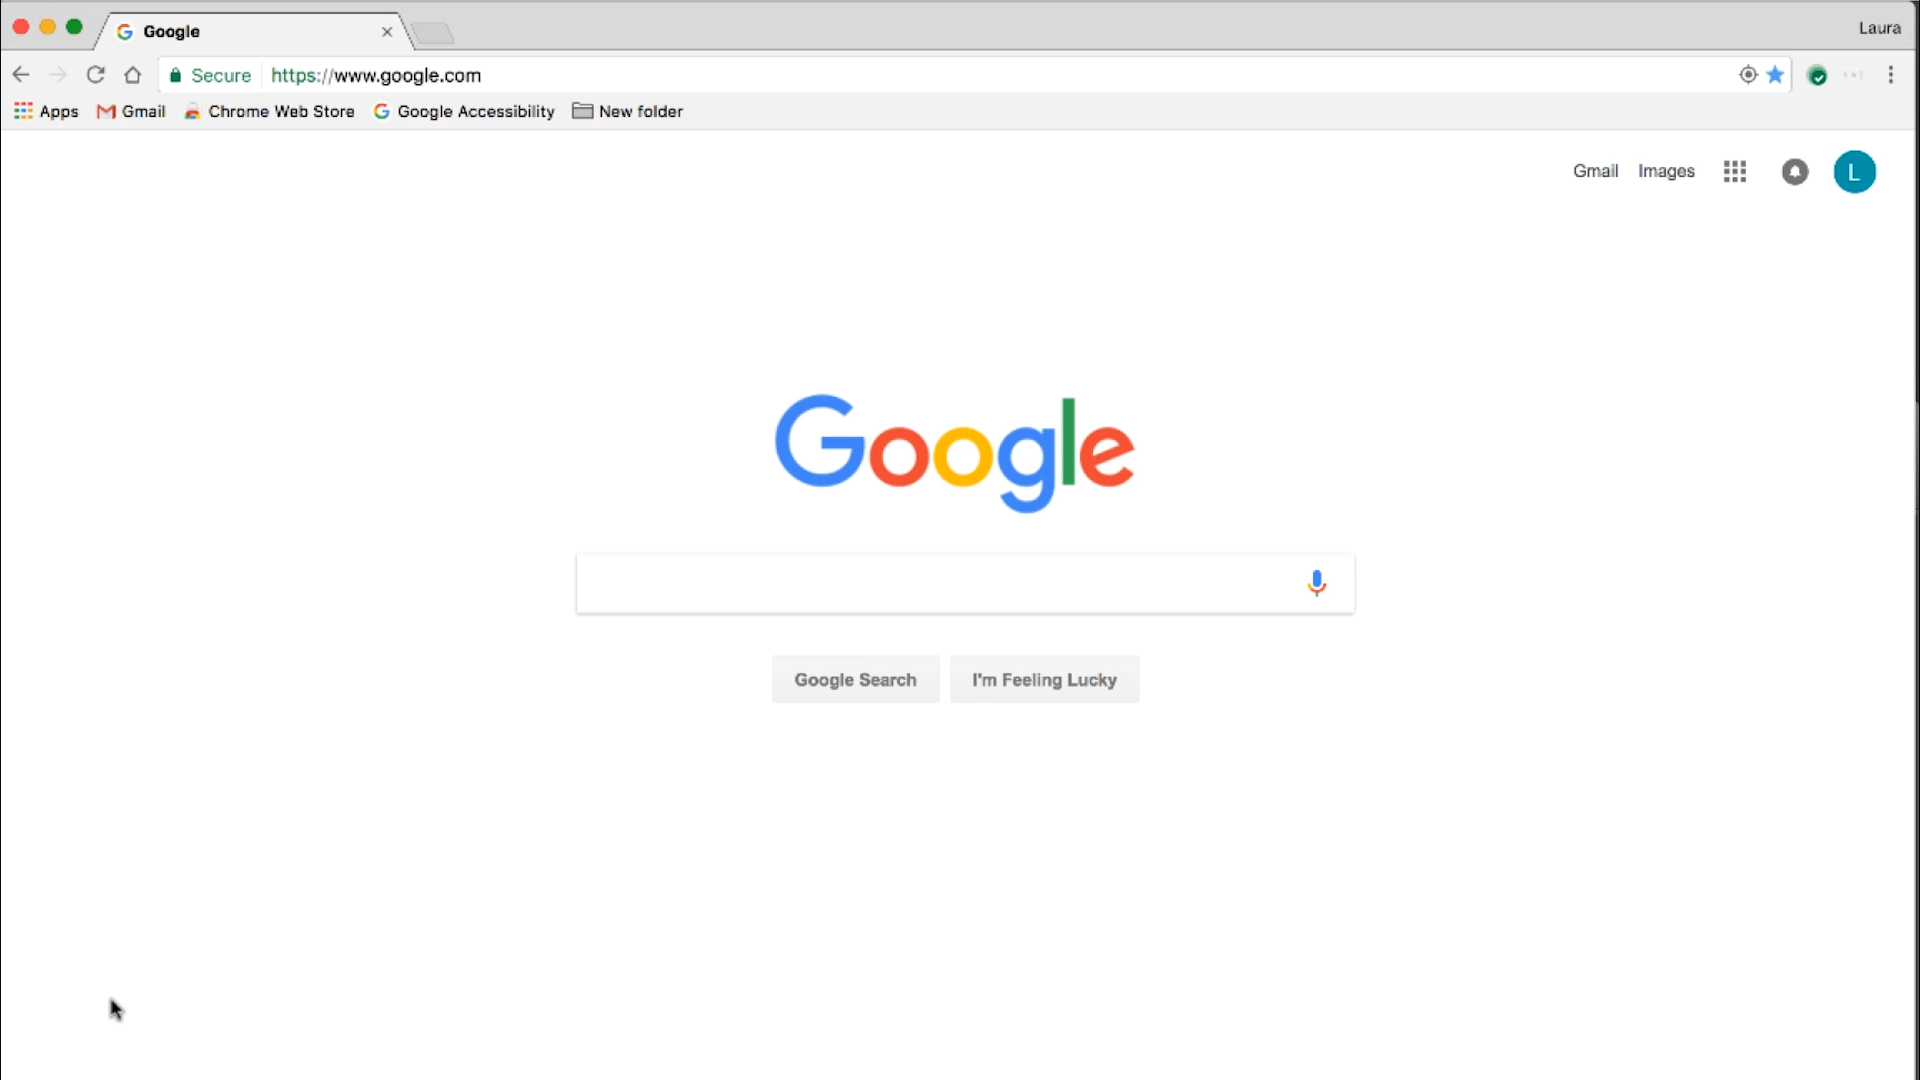 Google
Laura
Secure https://www.google.com
Apps Gmail Chrome Web Store Google Accessibility New folder
Gmail Images L
Google
Google Search I'm Feeling Lucky